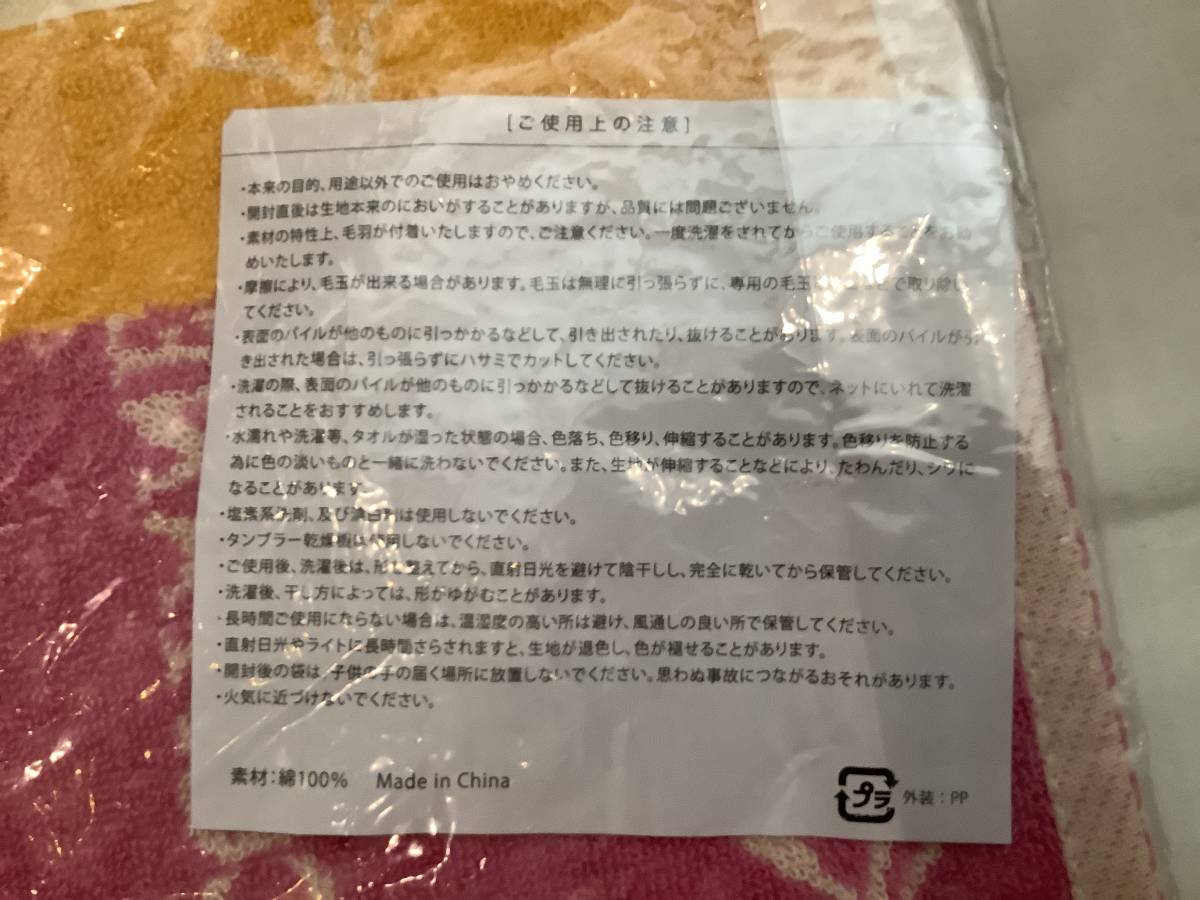 [ご使用上の注意]
・本来の目的、用途以外でのご使用はおやめください。
・開封直後は生地本来のにおいがすることがありますが、品質には問題ございません。
・素材の特性上、毛羽が付着いたしますので、ご注意ください。一度洗濯をされてからご使用することをお勧
めいたします。
・摩擦により、毛玉が出来る場合があります。毛玉は無理に引っ張らずに、専用の毛玉 で取り除い
てください。
・表面のパイルが他のものに引っかかるなどして、引き出されたり、抜けることがあります。表面のパイルが引
き出された場合は、引っ張らずにハサミでカットしてください。
・洗濯の際、表面のパイルが他のものに引っかかるなどして抜けることがありますので、ネットにいれて洗濯
されることをおすすめします。
・水濡れや洗濯等、タオルが湿った状態の場合、色落ち、色移り、伸縮することがあります。色移りを防止する
為に色の淡いものと一緒に洗わないでください。また、生地が伸縮することなどにより、たわんだり、シワに
なることがあります。
・塩素系洗剤、及び漂白剤は使用しないでください。
・タンブラー乾燥機は使用しないでください。
・ご使用後、洗濯後は、形を整えてから、直射日光を避けて陰干しし、完全に乾いてから保管してください。
・洗濯後、干し方によっては、形がゆがむことがあります。
・長時間ご使用にならない場合は、温湿度の高い所は避け、風通しの良い所で保管してください。
・直射日光やライトに長時間さらされますと、生地が退色し、色が褪せることがあります。
・開封後の袋は、子供の手の届く場所に放置しないでください。思わぬ事故につながるおそれがあります。
・火気に近づけないでください。
素材:綿100% Made in China
プラ 外装:PP